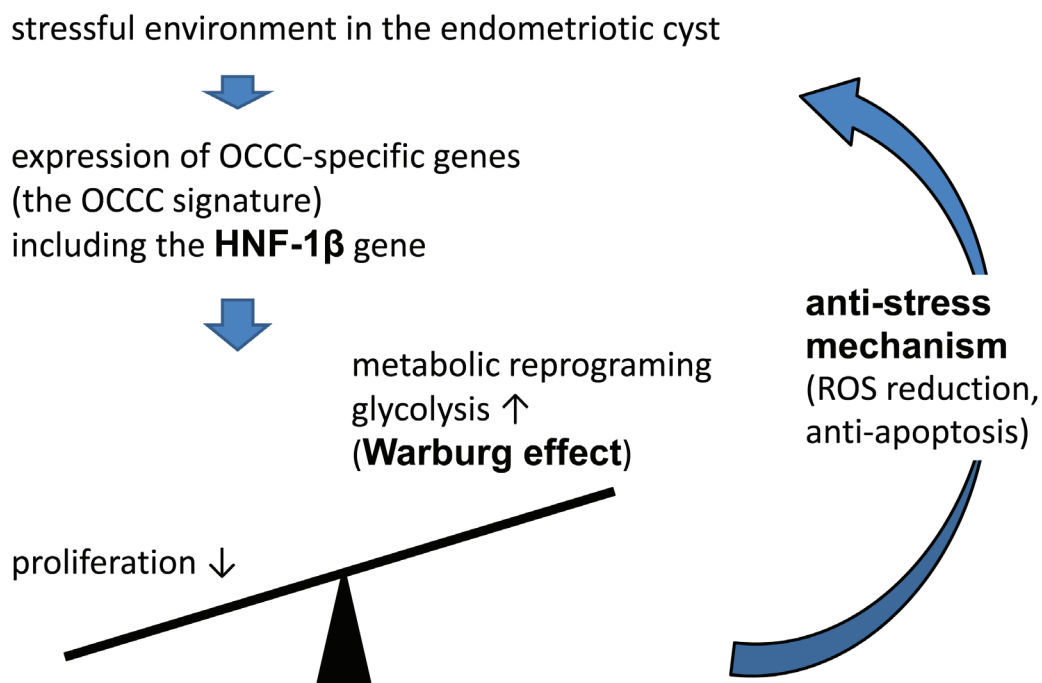 stressful environment in the endometriotic cyst
expression of OCCC-specific genes
(the OCCC signature)
including the HNF-1β gene
metabolic reprograming
glycolysis ↑
(Warburg effect)
proliferation ↓
anti-stress
mechanism
(ROS reduction,
anti-apoptosis)